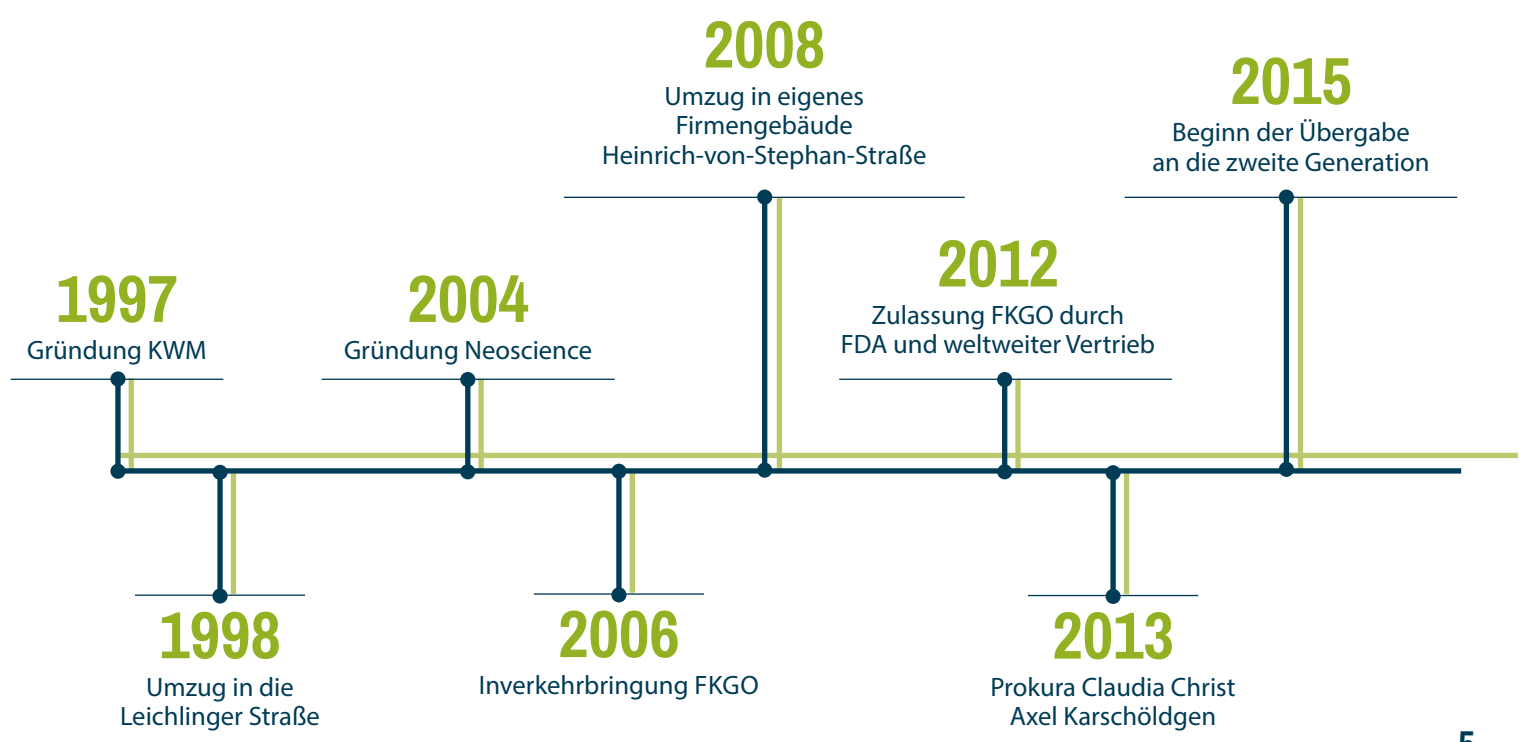 1997
Gründung KWM
1998
Umzug in die
Leichlinger Straße
2004
Gründung Neoscience
2006
Inverkehrbringung FKGO
2008
Umzug in eigenes
Firmengebäude
Heinrich-von-Stephan-Straße
2012
Zulassung FKGO durch
FDA und weltweiter Vertrieb
2013
Prokura Claudia Christ
Axel Karschöldgen
2015
Beginn der Übergabe
an die zweite Generation
5